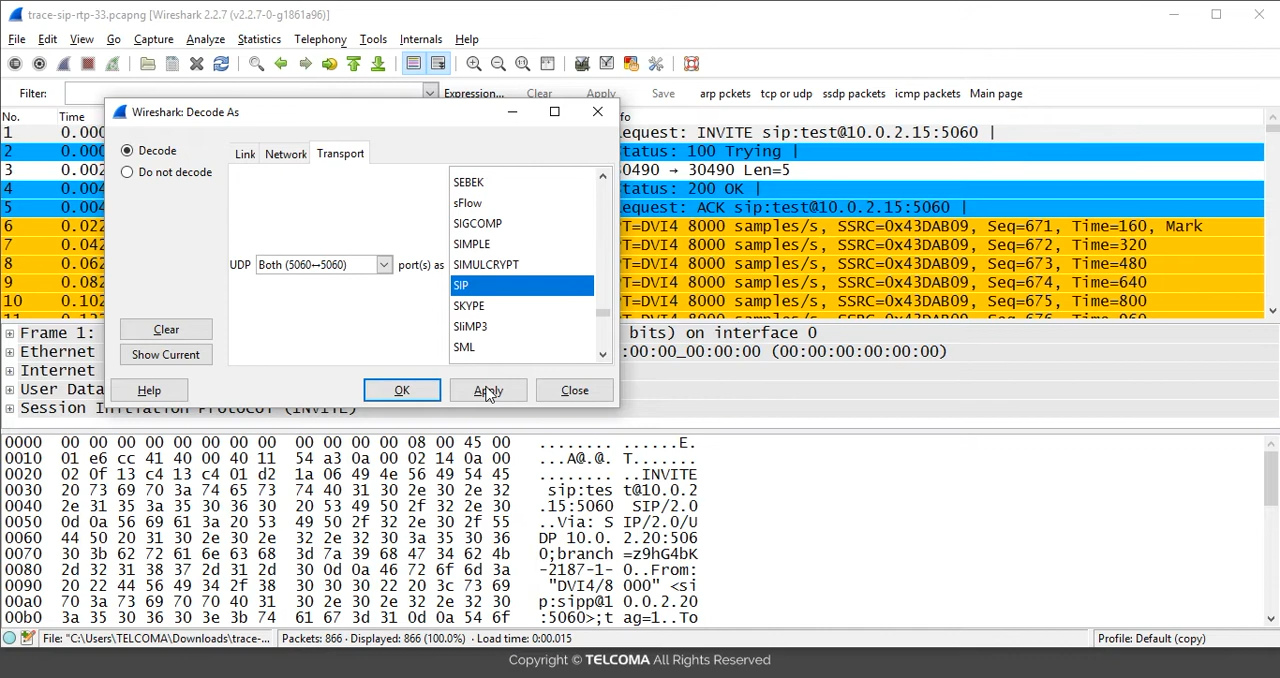 trace-sip-rtp-33.pcapng [Wireshark 2.2.7 (v2.2.7-0-g1861a96)]
File Edit View Go Capture Analyze Statistics Telephony Tools Internals Help
Filter: Expression... Clear Apply Save arp pckets tcp or udp ssdp packets icmp packets Main page
No. Time fo
1 0.000 equest: INVITE sip:test@10.0.2.15:5060 |
2 0.000 tatus: 100 Trying |
3 0.004 30490 → 30490 Len=5
4 0.004 tatus: 200 OK |
5 0.004 equest: ACK sip:test@10.0.2.15:5060 |
6 0.022 T=DVI4 8000 samples/s, SSRC=0x43DAB09, Seq=671, Time=160, Mark
7 0.042 T=DVI4 8000 samples/s, SSRC=0x43DAB09, Seq=672, Time=320
8 0.062 T=DVI4 8000 samples/s, SSRC=0x43DAB09, Seq=673, Time=480
9 0.082 T=DVI4 8000 samples/s, SSRC=0x43DAB09, Seq=674, Time=640
10 0.102 T=DVI4 8000 samples/s, SSRC=0x43DAB09, Seq=675, Time=800
Wireshark: Decode As
Decode
Do not decode
Link Network Transport
SEBEK
sFlow
SIGCOMP
SIMPLE
SIMULCRYPT
UDP Both (5060↔5060) port(s) as
SIP
SKYPE
SliMP3
SML
Clear
Show Current
Help OK Apply Close
Frame 1: bits) on interface 0
Ethernet :00:00_00:00:00 (00:00:00:00:00:00)
Internet
User Data
Session Initiation Protocol (INVITE)
0000 00 00 00 00 00 00 00 00 00 00 00 00 08 00 45 00 ........ ......E.
0010 01 e6 cc 41 40 00 40 11 54 a3 0a 00 02 14 0a 00 ...A@.@. T.......
0020 02 0f 13 c4 13 c4 01 d2 1a 06 49 4e 56 49 54 45 ........ ..INVITE
0030 20 73 69 70 3a 74 65 73 74 40 31 30 2e 30 2e 32 sip:tes t@10.0.2
0040 2e 31 35 3a 35 30 36 30 20 53 49 50 2f 32 2e 30 .15:5060 SIP/2.0
0050 0d 0a 56 69 61 3a 20 53 49 50 2f 32 2e 30 2f 55 ..Via: S IP/2.0/U
0060 44 50 20 31 30 2e 30 2e 32 2e 32 30 3a 35 30 36 DP 10.0. 2.20:506
0070 30 3b 62 72 61 6e 63 68 3d 7a 39 68 47 34 62 4b 0;branch =z9hG4bK
0080 2d 32 31 38 37 2d 31 2d 30 0d 0a 46 72 6f 6d 3a -2187-1- 0..From:
0090 20 22 44 56 49 34 2f 38 30 30 30 22 20 3c 73 69 "DVI4/8 000" <si
00a0 70 3a 73 69 70 70 40 31 30 2e 30 2e 32 2e 32 30 p:sipp@1 0.0.2.20
00b0 3a 35 30 36 30 3e 3b 74 61 67 3d 31 0d 0a 54 6f :5060>;t ag=1..To
File: "C:\Users\TELCOMA\Downloads\trace-... Packets: 866 · Displayed: 866 (100.0%) · Load time: 0:00.015 Profile: Default (copy)
Copyright © TELCOMA All Rights Reserved